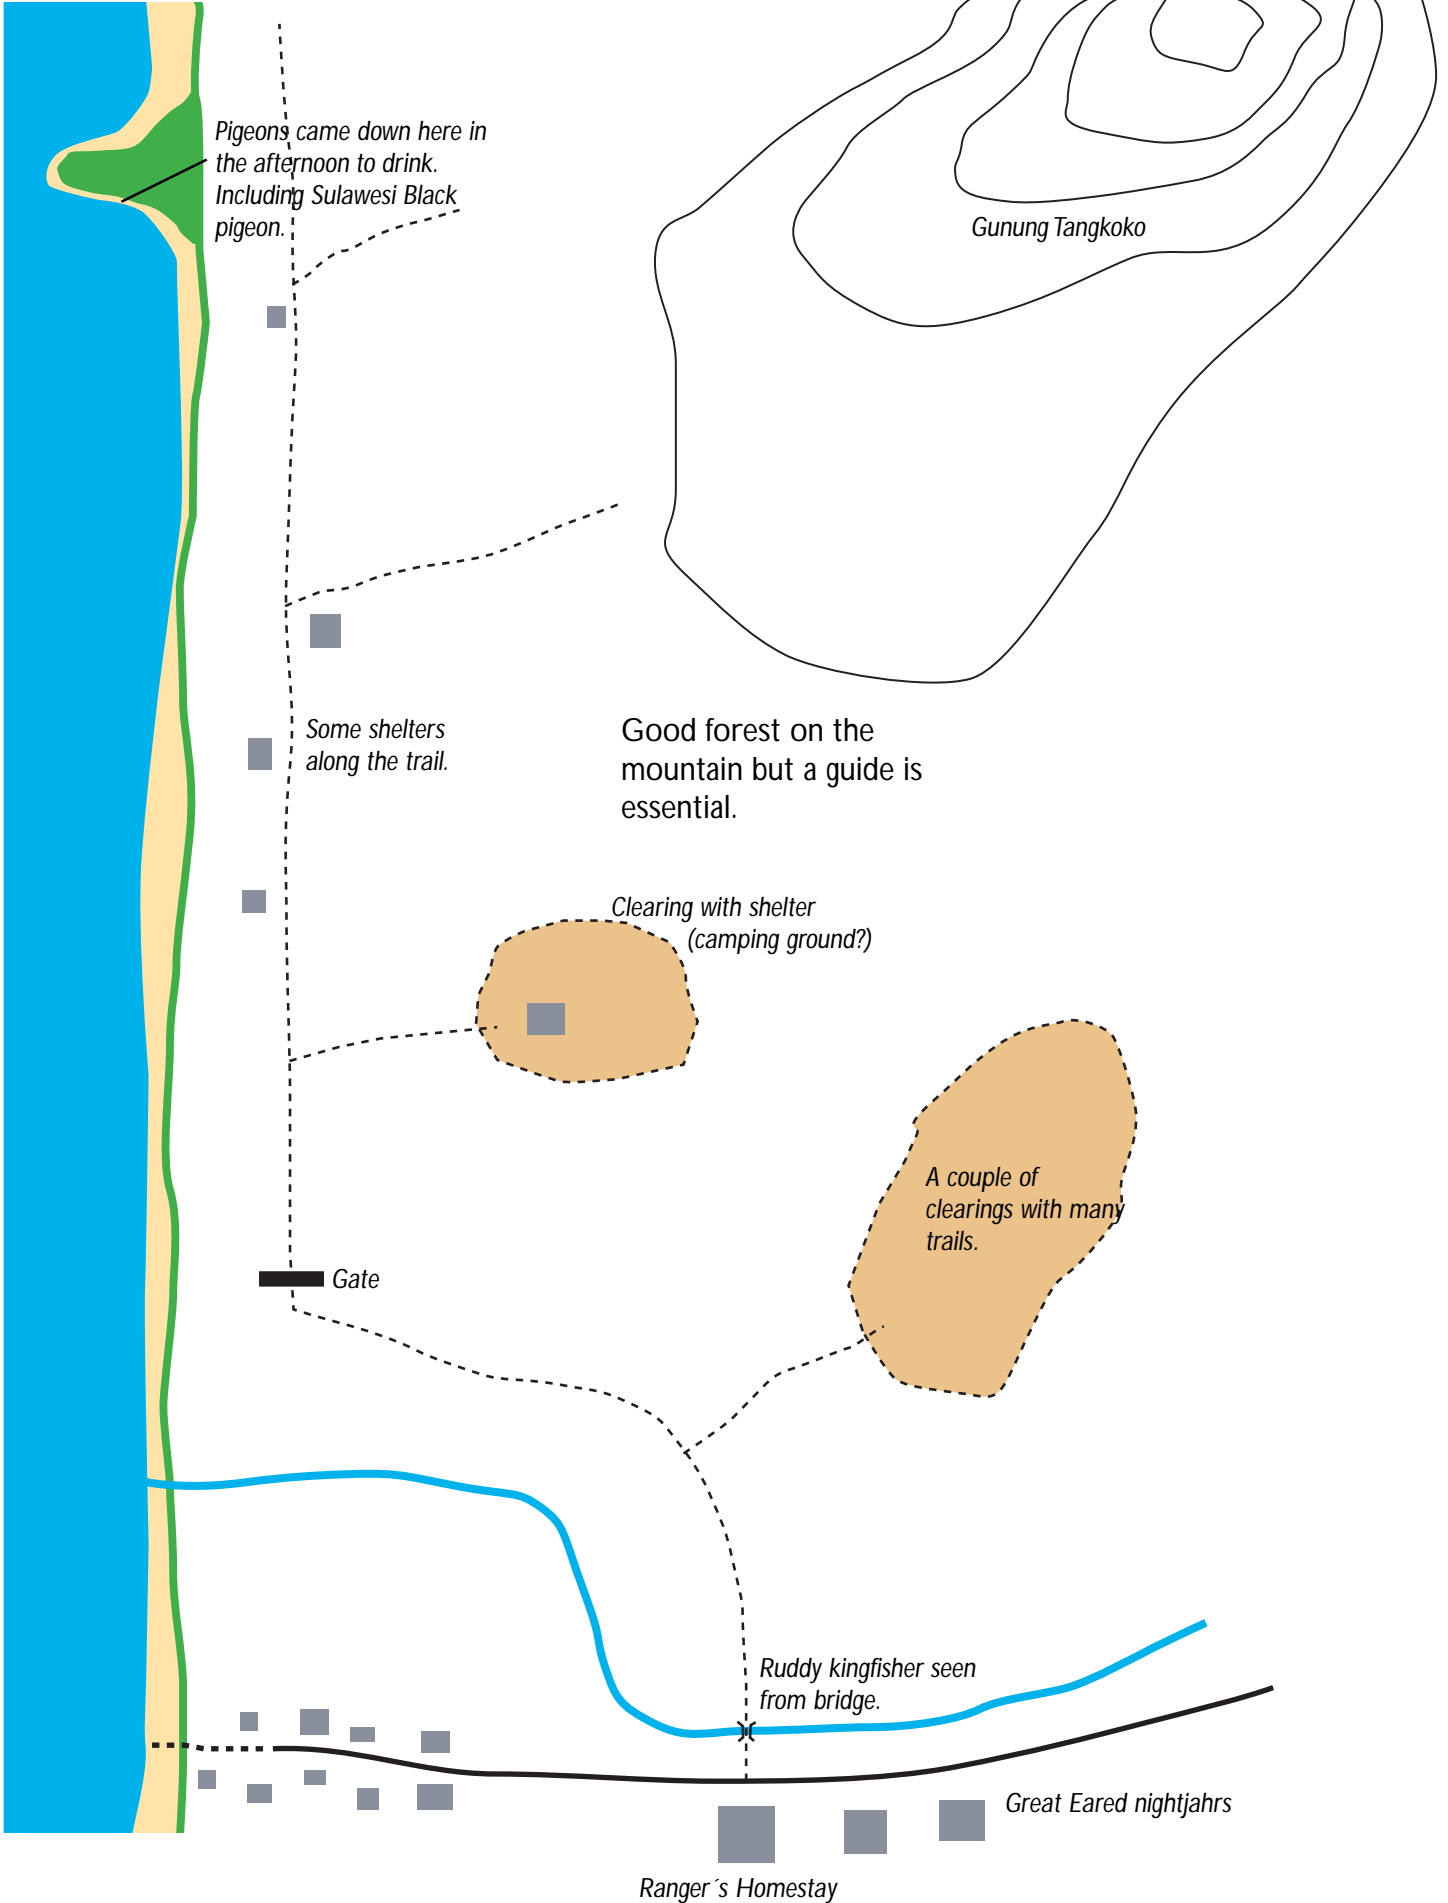 Pigeons came down here in
the afternoon to drink.
Including Sulawesi Black
pigeon.
Gunung Tangkoko
Some shelters
along the trail.
Good forest on the
mountain but a guide is
essential.
Clearing with shelter
(camping ground?)
A couple of
clearings with many
trails.
Gate
Ruddy kingfisher seen
from bridge.
Great Eared nightjahrs
Ranger´s Homestay